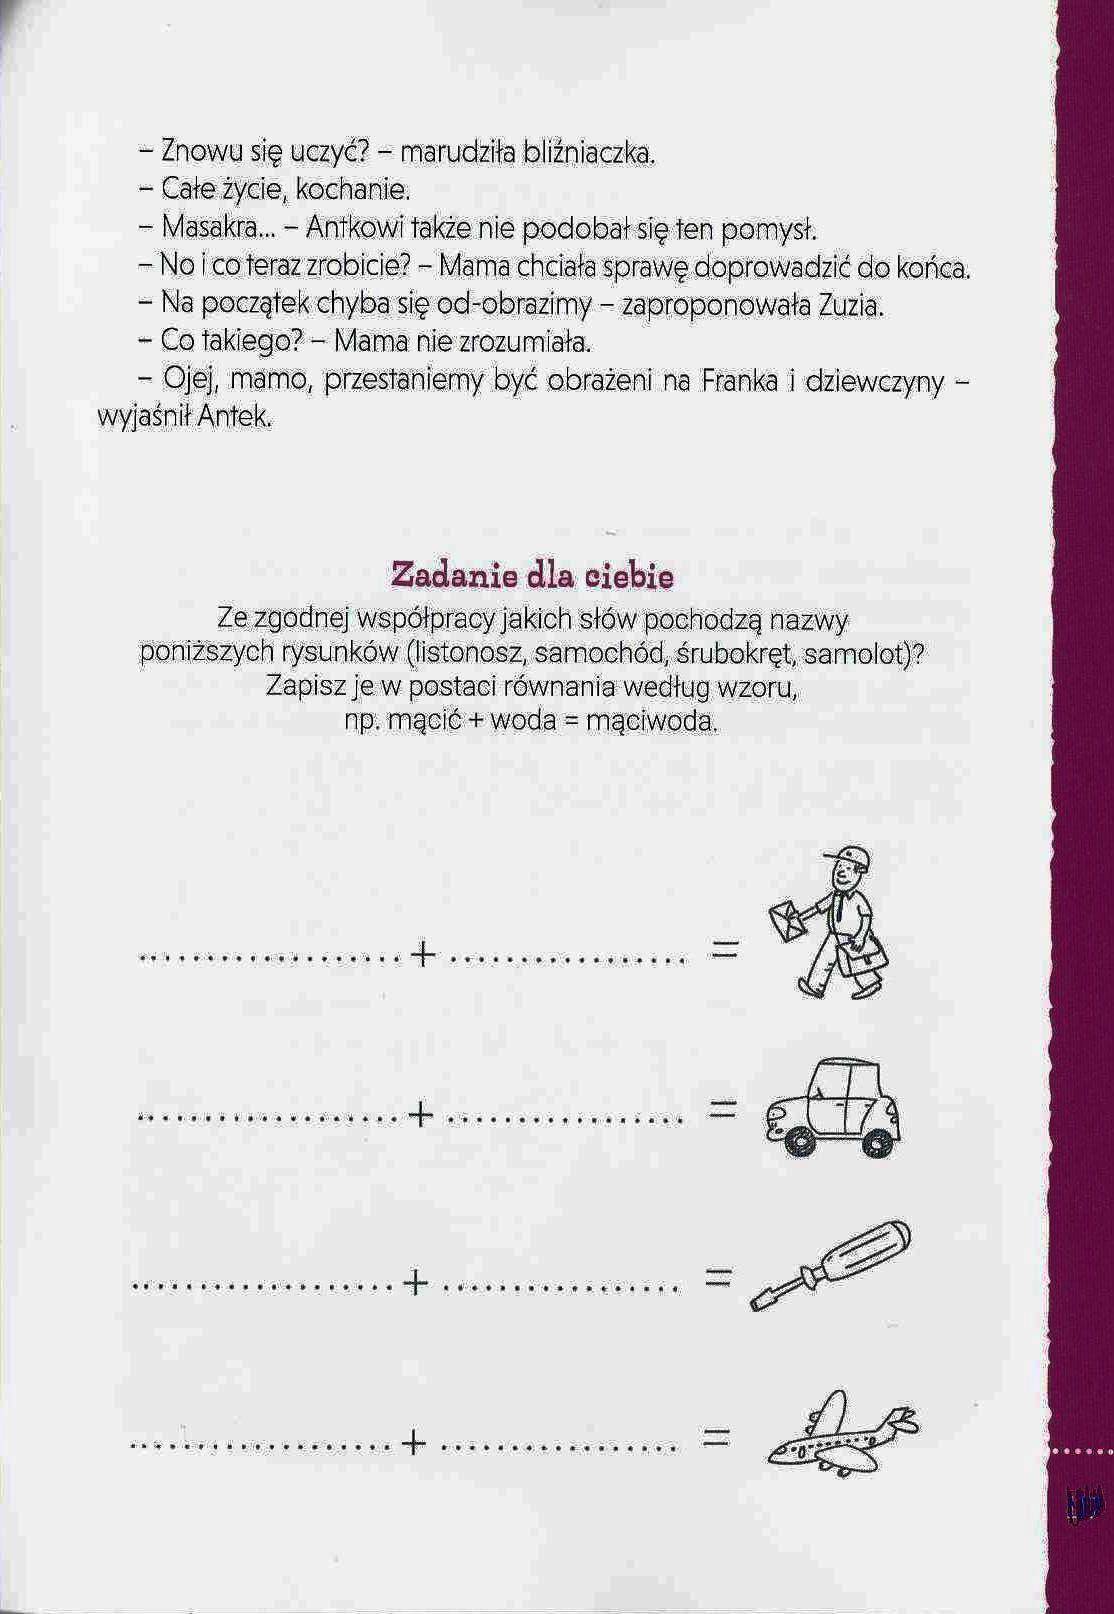 – Znowu się uczyć? – marudziła bliźniaczka.
– Całe życie, kochanie.
– Masakra... – Antkowi także nie podobał się ten pomysł.
– No i co teraz zrobicie? – Mama chciała sprawę doprowadzić do końca.
– Na początek chyba się od-obrazimy – zaproponowała Zuzia.
– Co takiego? – Mama nie zrozumiała.
– Ojej, mamo, przestaniemy być obrażeni na Franka i dziewczyny –
wyjaśnił Antek.
Zadanie dla ciebie
Ze zgodnej współpracy jakich słów pochodzą nazwy
poniższych rysunków (listonosz, samochód, śrubokręt, samolot)?
Zapisz je w postaci równania według wzoru,
np. mącić + woda = mąciwoda.
.................... + .................... =
.................... + .................... =
.................... + .................... =
.................... + .................... =